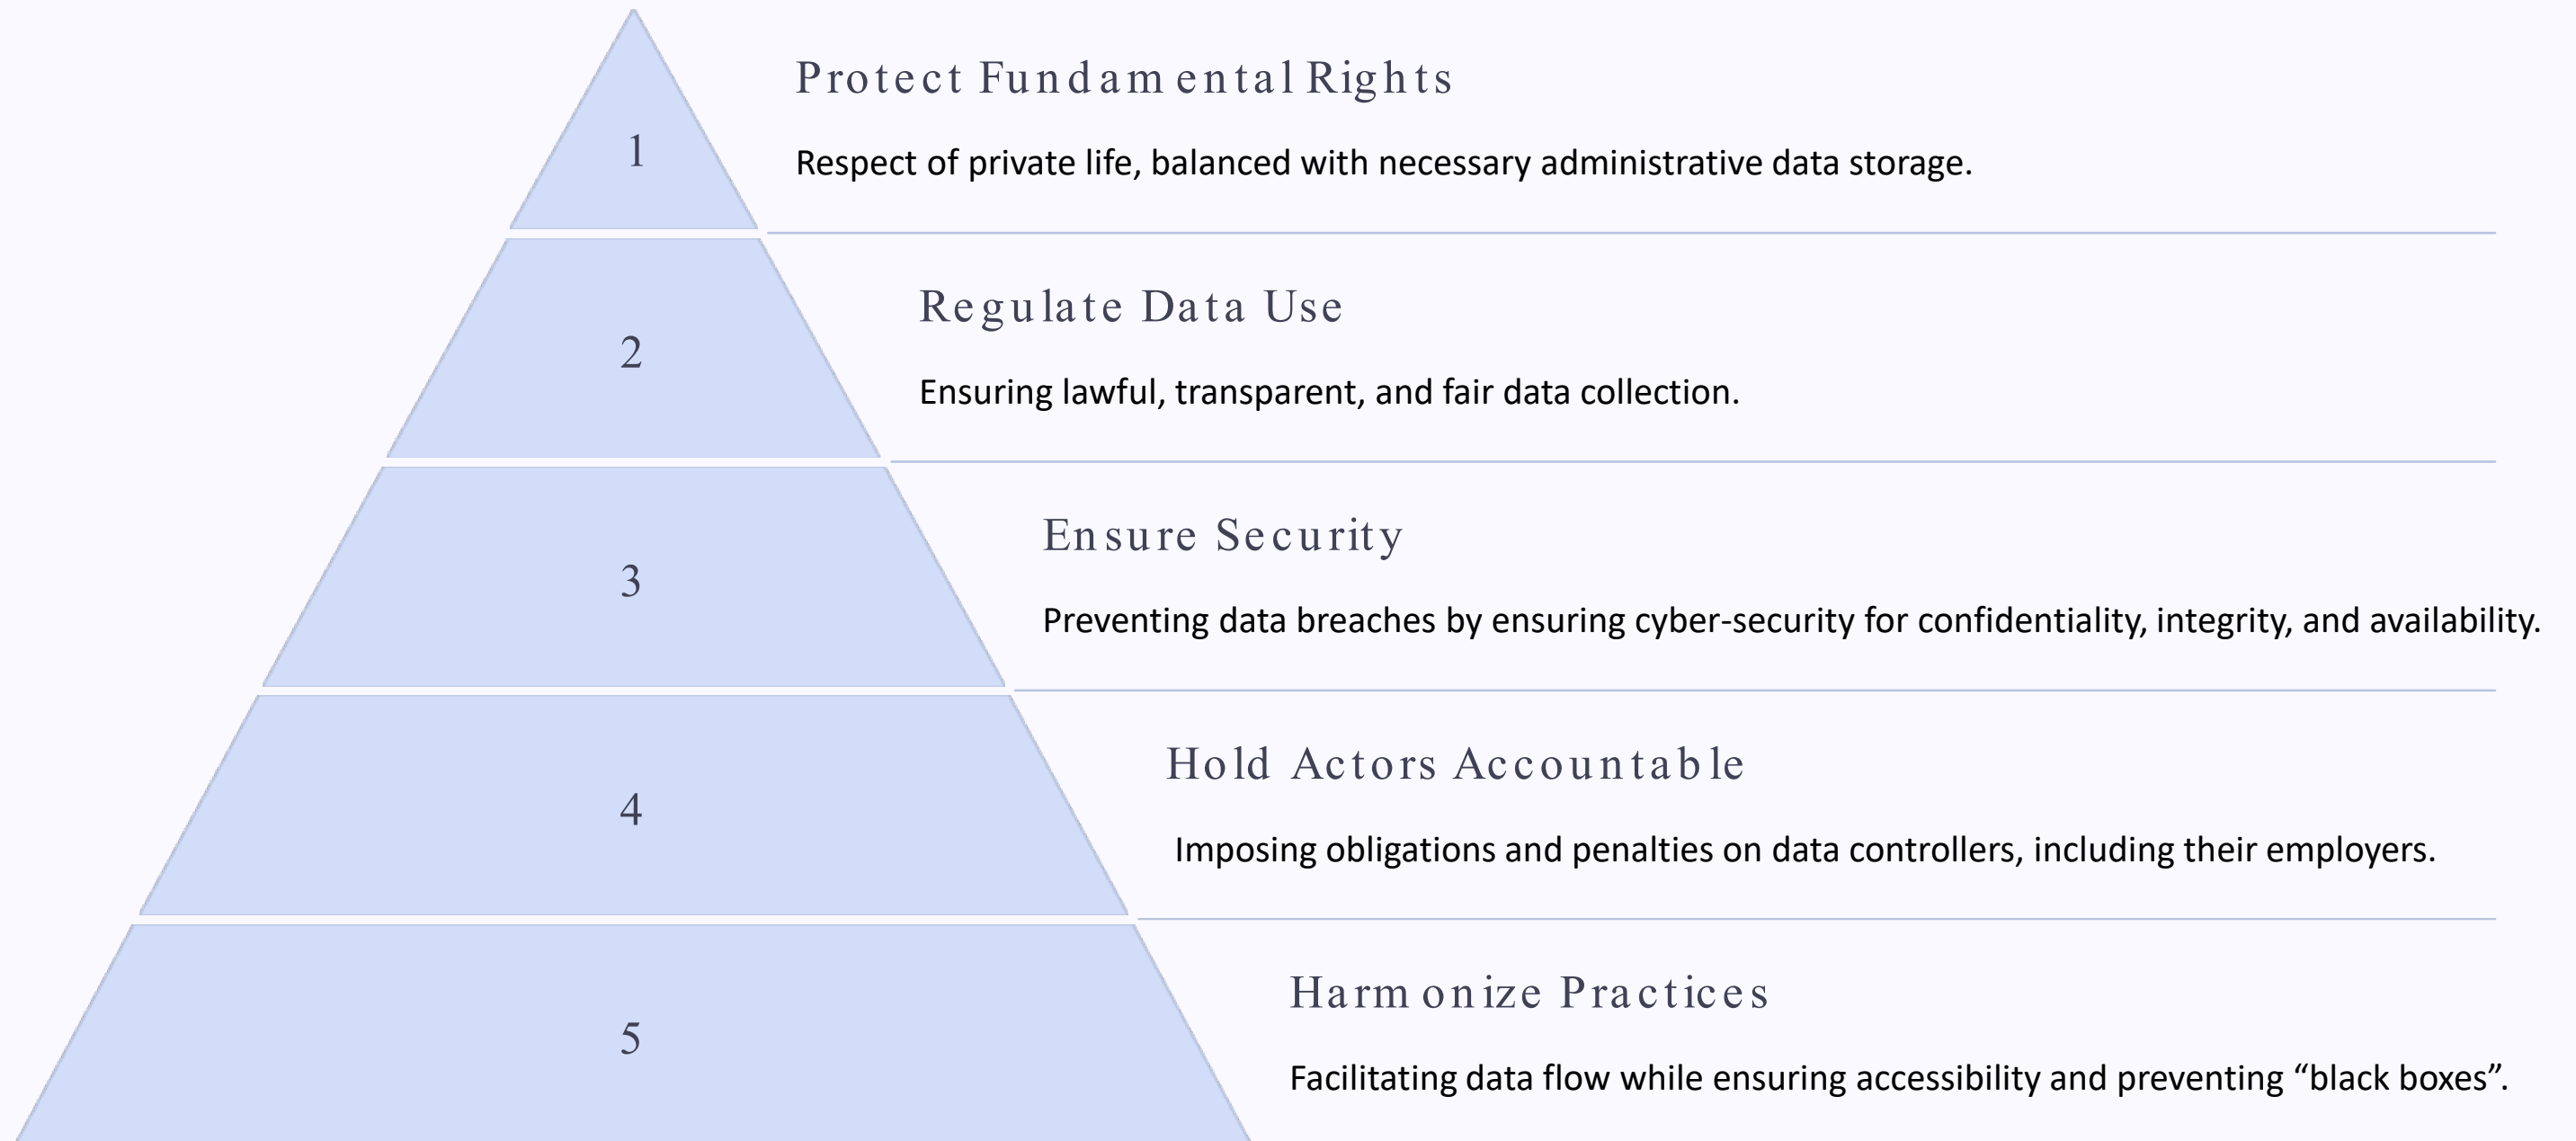 1
Protect Fundamental Rights
Respect of private life, balanced with necessary administrative data storage.
2
Regulate Data Use
Ensuring lawful, transparent, and fair data collection.
3
Ensure Security
Preventing data breaches by ensuring cyber-security for confidentiality, integrity, and availability.
4
Hold Actors Accountable
Imposing obligations and penalties on data controllers, including their employers.
5
Harmonize Practices
Facilitating data flow while ensuring accessibility and preventing “black boxes”.